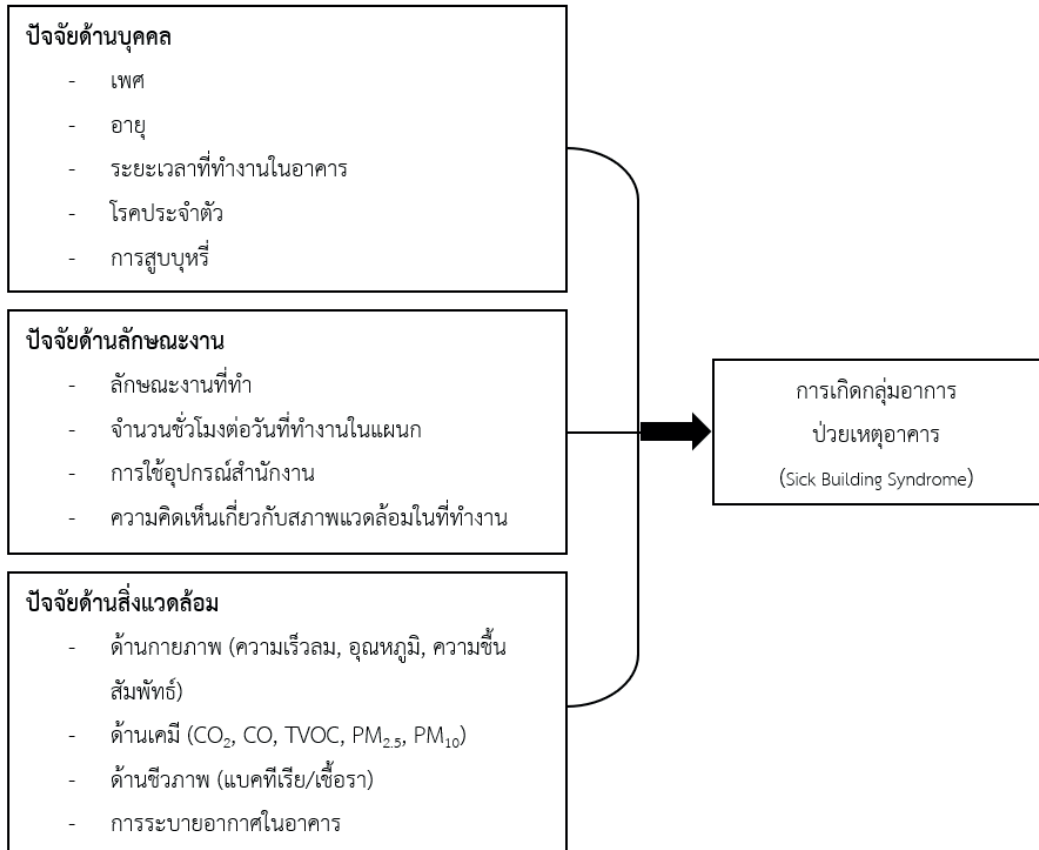 ปัจจัยด้านบุคคล
- เพศ
- อายุ
- ระยะเวลาที่ทำงานในอาคาร
- โรคประจำตัว
- การสูบบุหรี่
ปัจจัยด้านลักษณะงาน
- ลักษณะงานที่ทำ
- จำนวนชั่วโมงต่อวันที่ทำงานในแผนก
- การใช้อุปกรณ์สำนักงาน
- ความคิดเห็นเกี่ยวกับสภาพแวดล้อมในที่ทำงาน
ปัจจัยด้านสิ่งแวดล้อม
- ด้านกายภาพ (ความเร็วลม, อุณหภูมิ, ความชื้น
สัมพัทธ์)
- ด้านเคมี (CO₂, CO, TVOC, PM₂.₅, PM₁₀)
- ด้านชีวภาพ (แบคทีเรีย/เชื้อรา)
- การระบายอากาศในอาคาร
การเกิดกลุ่มอาการ
ป่วยเหตุอาคาร
(Sick Building Syndrome)